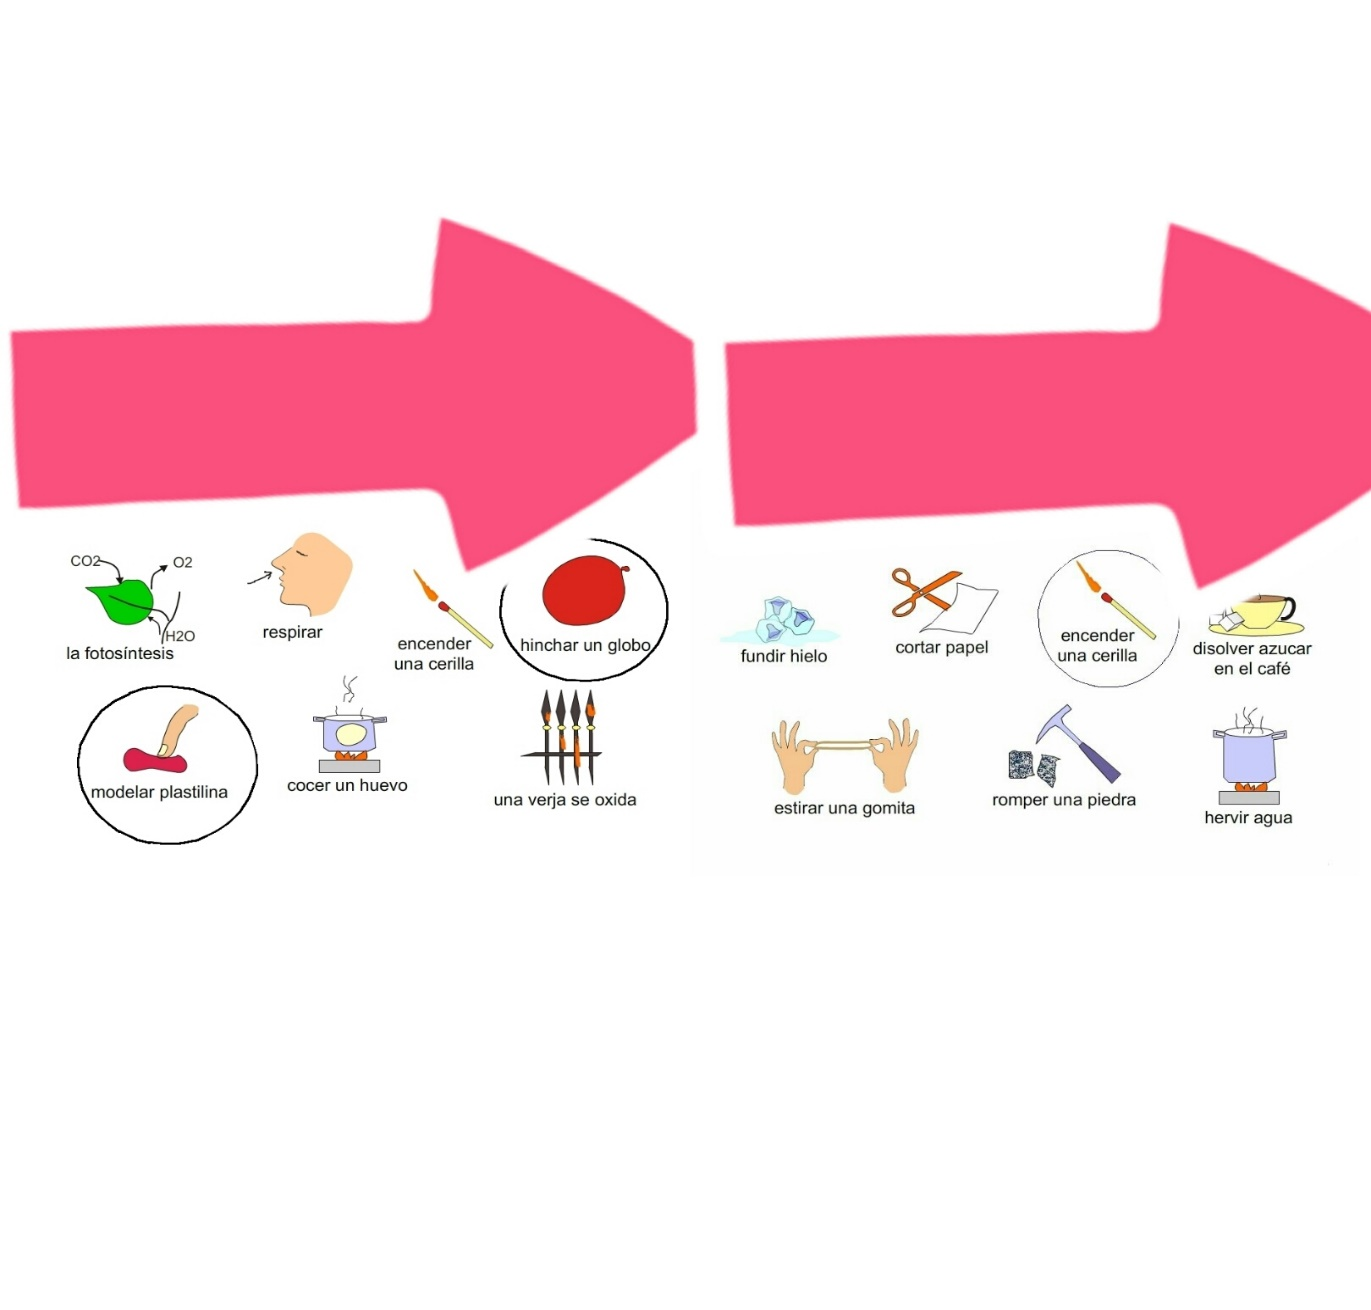 CO2
O2
H2O
la fotosíntesis
respirar
encender
una cerilla
hinchar un globo
modelar plastilina
cocer un huevo
una verja se oxida
fundir hielo
cortar papel
encender
una cerilla
disolver azucar
en el café
estirar una gomita
romper una piedra
hervir agua